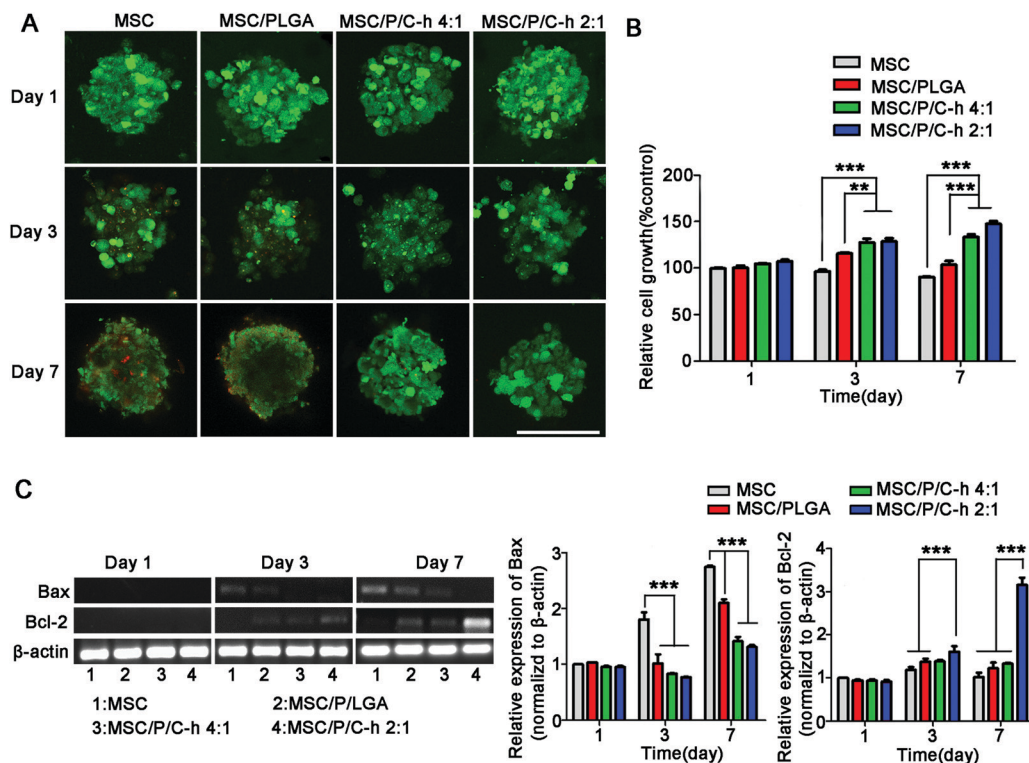 A
MSC MSC/PLGA MSC/P/C-h 4:1 MSC/P/C-h 2:1
Day 1
Day 3
Day 7
B
MSC
MSC/PLGA
MSC/P/C-h 4:1
MSC/P/C-h 2:1
Relative cell growth(%control)
200
150
100
50
0
*** ***
** ***
1 3 7
Time(day)
C
Day 1 Day 3 Day 7
Bax
Bcl-2
β-actin
1 2 3 4 1 2 3 4 1 2 3 4
1:MSC 2:MSC/P/LGA
3:MSC/P/C-h 4:1 4:MSC/P/C-h 2:1
MSC MSC/P/C-h 4:1
MSC/PLGA MSC/P/C-h 2:1
Relative expression of Bax
(normalizd to β-actin)
3
2
1
0
*** ***
1 3 7
Time(day)
Relative expression of Bcl-2
(normalizd to β-actin)
4
3
2
1
0
*** ***
1 3 7
Time(day)